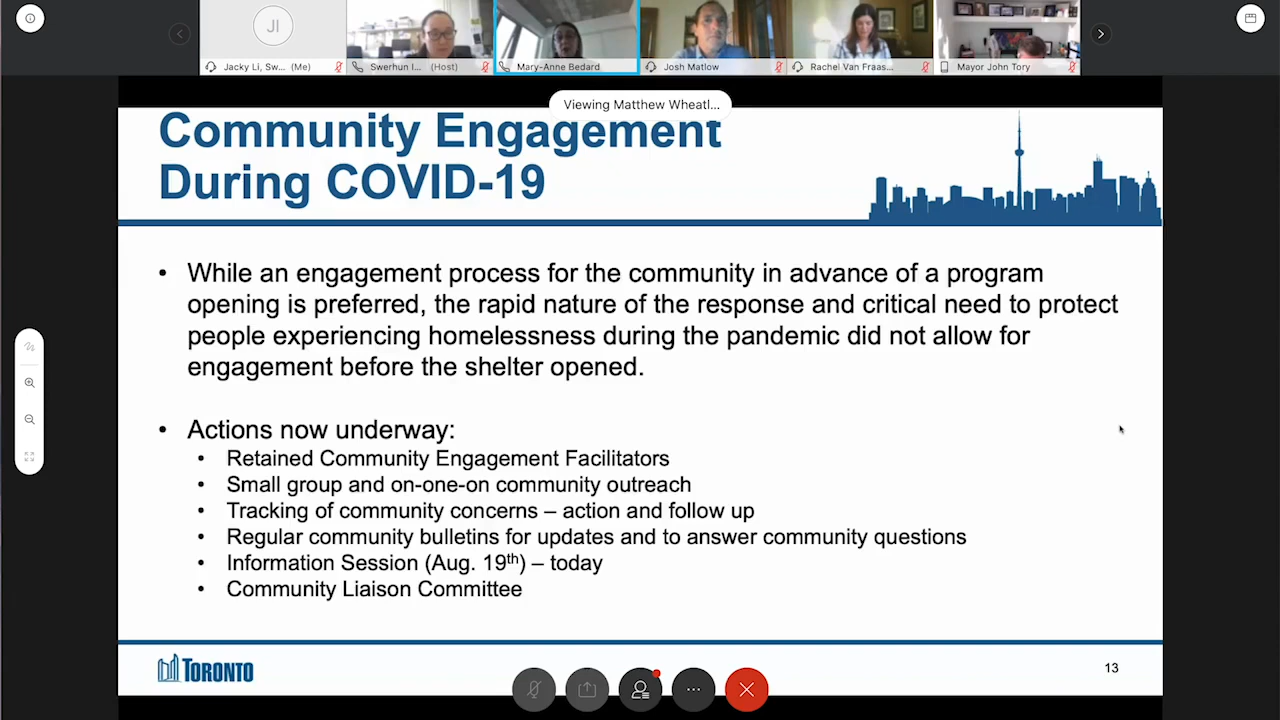 JI
Jacky Li, Sw... (Me)
Swerhun I... (Host)
Mary-Anne Bedard
Josh Matlow
Rachel Van Fraas...
Mayor John Tory
Viewing Matthew Wheatl...
Community Engagement
During COVID-19
• While an engagement process for the community in advance of a program
opening is preferred, the rapid nature of the response and critical need to protect
people experiencing homelessness during the pandemic did not allow for
engagement before the shelter opened.
• Actions now underway:
• Retained Community Engagement Facilitators
• Small group and on-one-on community outreach
• Tracking of community concerns – action and follow up
• Regular community bulletins for updates and to answer community questions
• Information Session (Aug. 19th) – today
• Community Liaison Committee
TORONTO
13